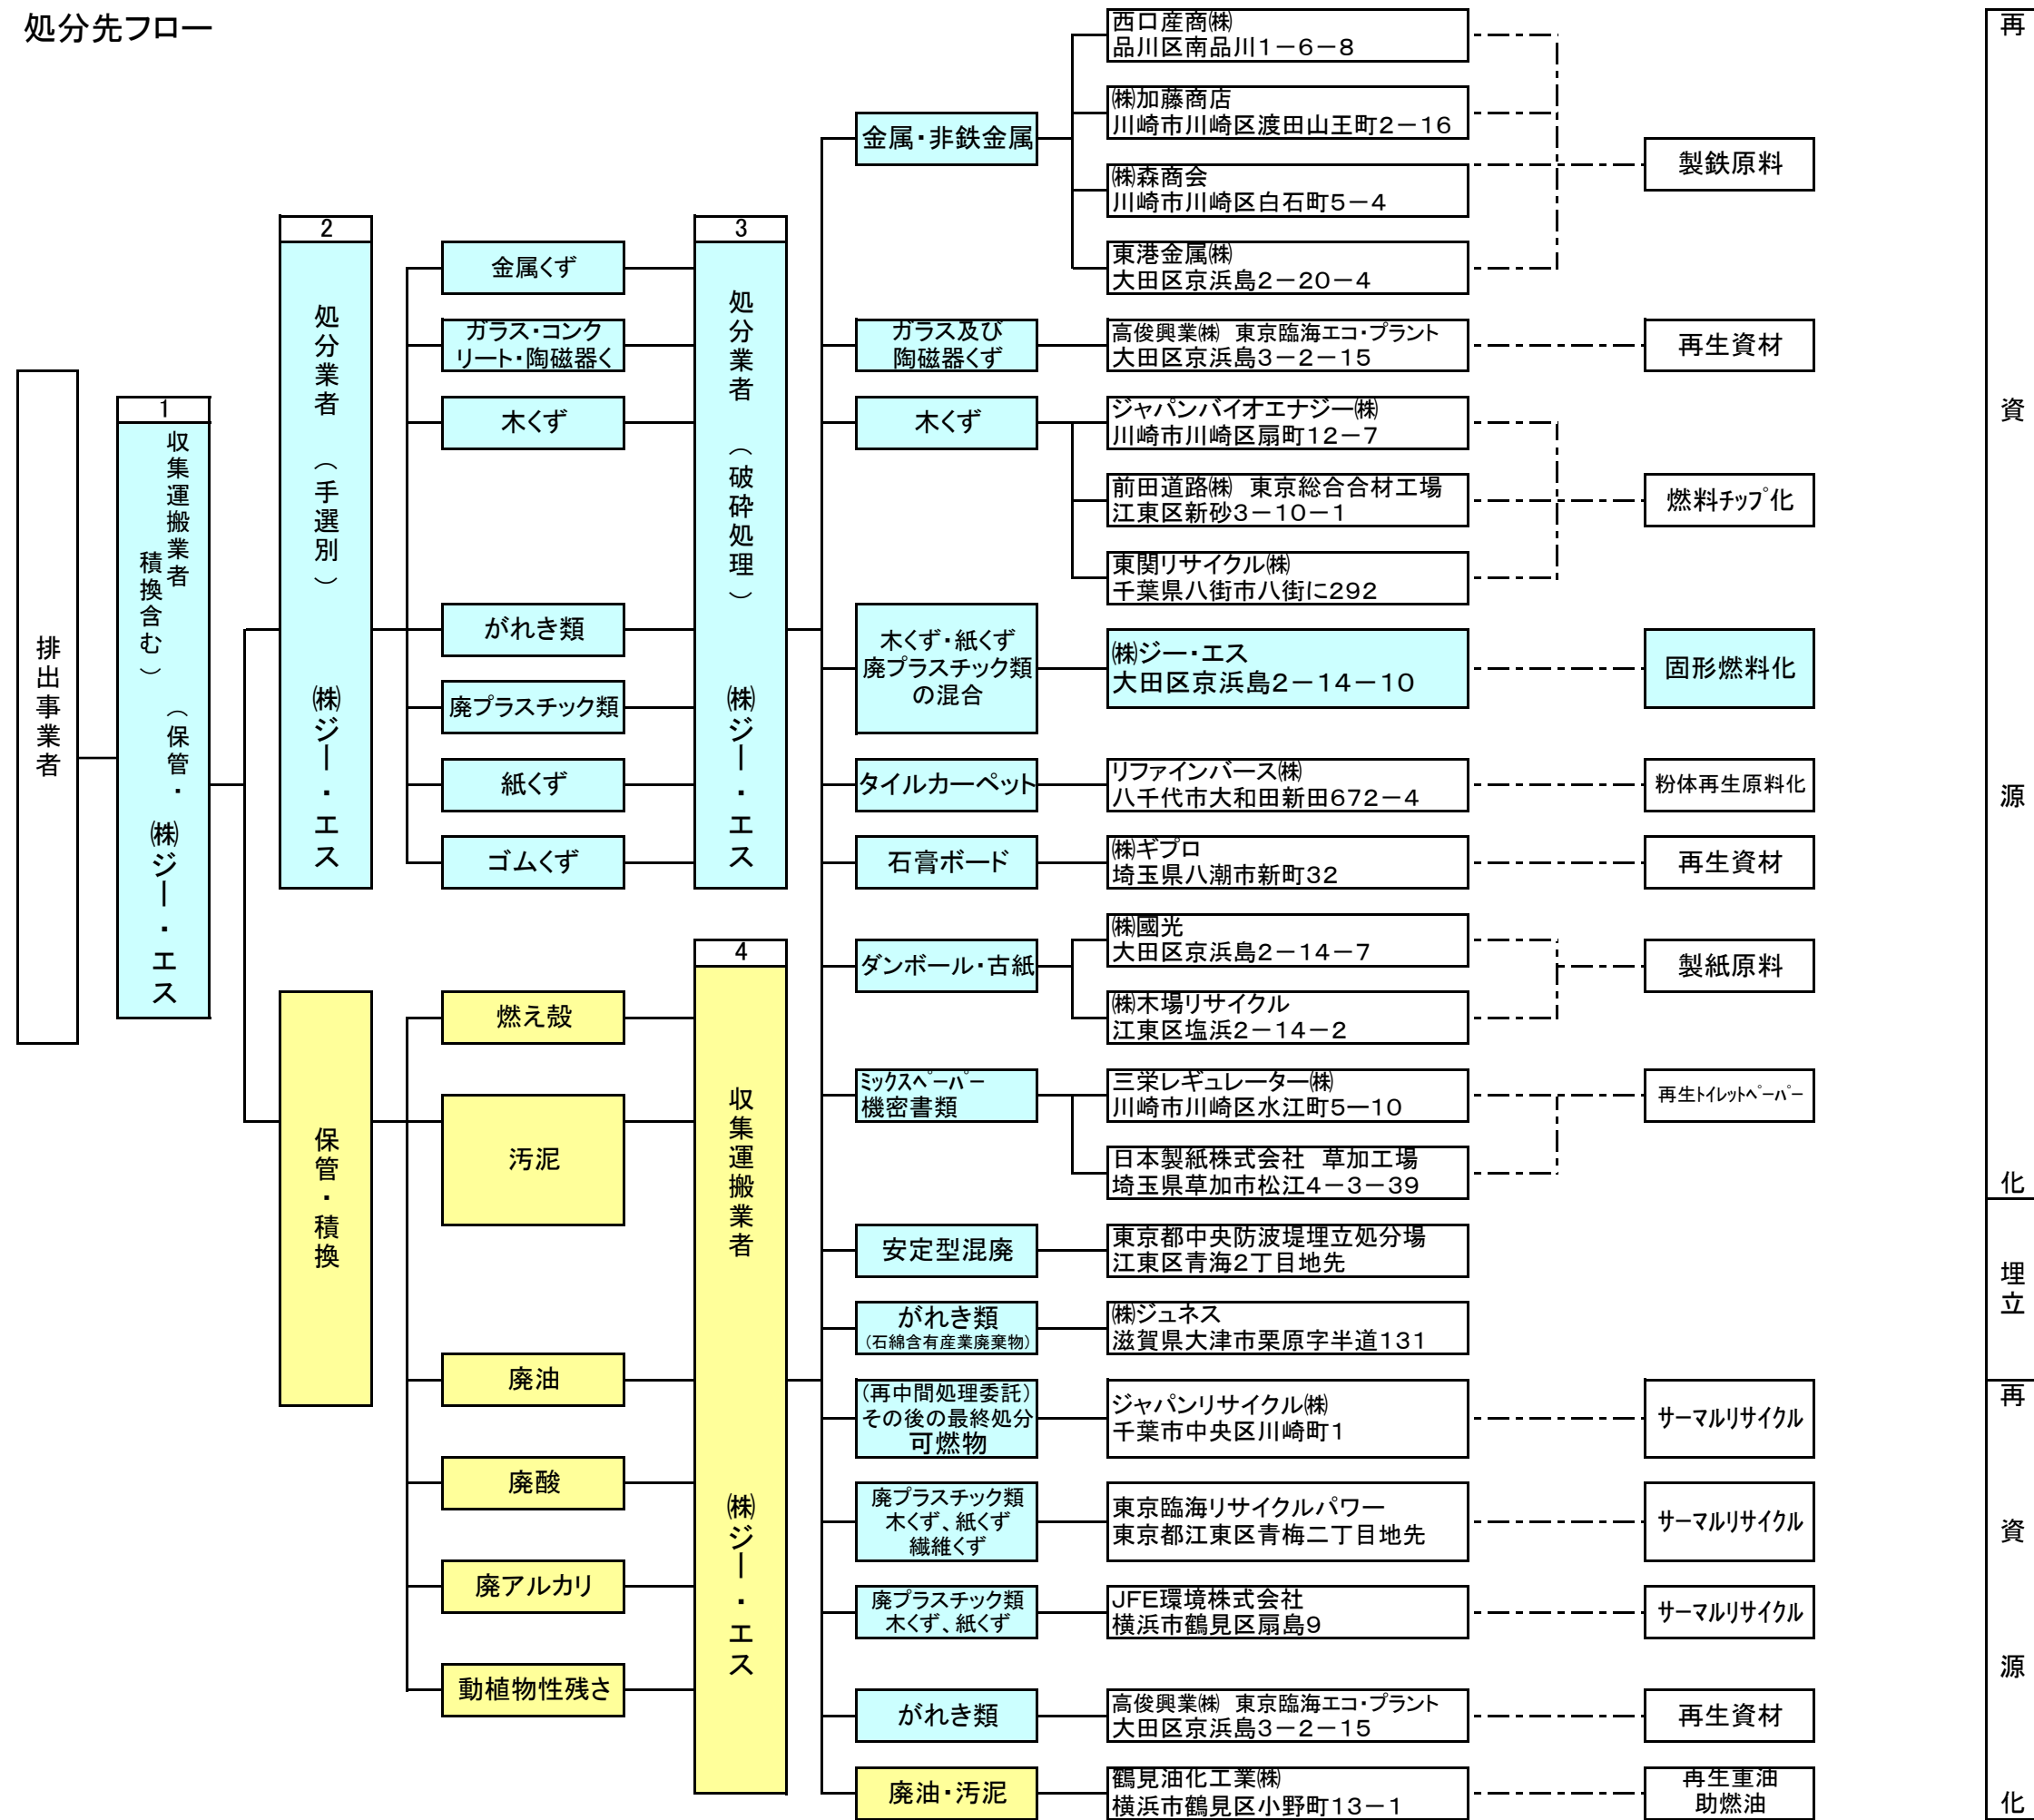 処分先フロー
排出事業者
1
収集運搬業者 （保管・
積換含む）
㈱ジー・エス
2
処分業者 （手選別） ㈱ジー・エス
保管・積換
金属くず
ガラス・コンク
リート・陶磁器く
木くず
がれき類
廃プラスチック類
紙くず
ゴムくず
燃え殻
汚泥
廃油
廃酸
廃アルカリ
動植物性残さ
3
処分業者 （破砕処理） ㈱ジー・エス
4
収集運搬業者 ㈱ジー・エス
金属・非鉄金属
西口産商㈱
品川区南品川1－6－8
㈱加藤商店
川崎市川崎区渡田山王町2－16
㈱森商会
川崎市川崎区白石町5－4
東港金属㈱
大田区京浜島2－20－4
製鉄原料
ガラス及び
陶磁器くず
高俊興業㈱ 東京臨海エコ・プラント
大田区京浜島3－2－15
再生資材
木くず
ジャパンバイオエナジー㈱
川崎市川崎区扇町12－7
前田道路㈱ 東京総合合材工場
江東区新砂3－10－1
東関リサイクル㈱
千葉県八街市八街に292
燃料チップ化
木くず・紙くず
廃プラスチック類
の混合
㈱ジー・エス
大田区京浜島2－14－10
固形燃料化
タイルカーペット
リファインバース㈱
八千代市大和田新田672－4
粉体再生原料化
石膏ボード
㈱ギプロ
埼玉県八潮市新町32
再生資材
ダンボール・古紙
㈱國光
大田区京浜島2－14－7
㈱木場リサイクル
江東区塩浜2－14－2
製紙原料
ミックスペーパー
機密書類
三栄レギュレーター㈱
川崎市川崎区水江町5ー10
日本製紙株式会社 草加工場
埼玉県草加市松江4－3－39
再生トイレットペーパー
安定型混廃
東京都中央防波堤埋立処分場
江東区青海2丁目地先
がれき類
（石綿含有産業廃棄物）
㈱ジュネス
滋賀県大津市栗原字半道131
（再中間処理委託）
その後の最終処分
可燃物
ジャパンリサイクル㈱
千葉市中央区川崎町1
サーマルリサイクル
廃プラスチック類
木くず、紙くず
繊維くず
東京臨海リサイクルパワー
東京都江東区青梅二丁目地先
サーマルリサイクル
廃プラスチック類
木くず、紙くず
JFE環境株式会社
横浜市鶴見区扇島9
サーマルリサイクル
がれき類
高俊興業㈱ 東京臨海エコ・プラント
大田区京浜島3－2－15
再生資材
廃油・汚泥
鶴見油化工業㈱
横浜市鶴見区小野町13－1
再生重油
助燃油
再資源化
埋立
再資源化